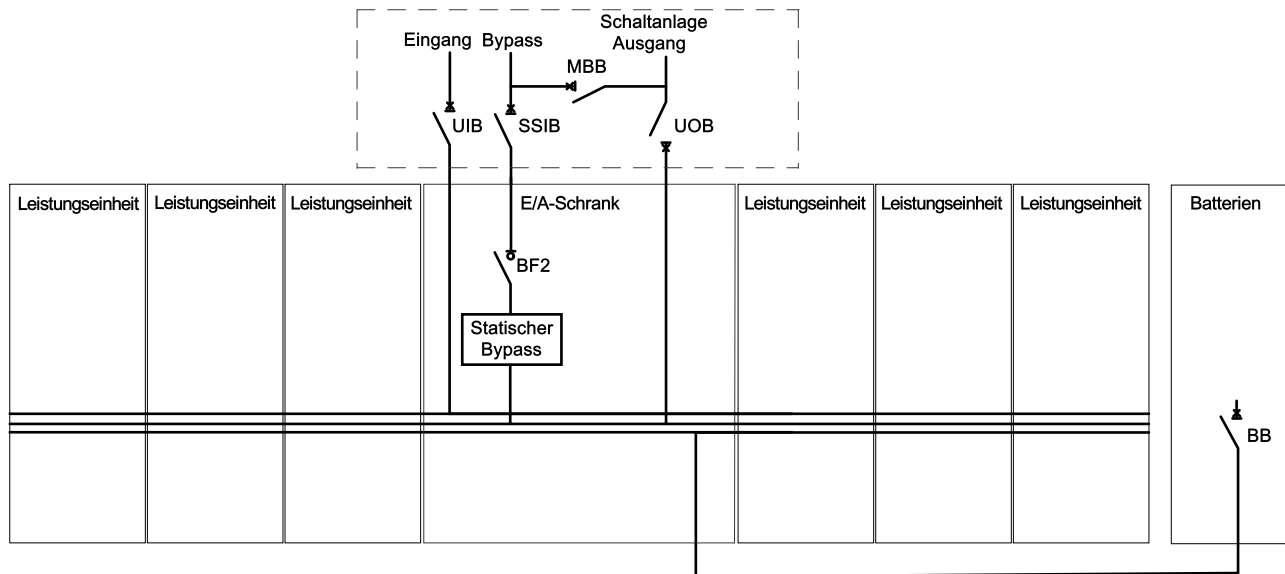 Schaltanlage
Ausgang
Eingang
Bypass
MBB
UIB
SSIB
UOB
Leistungseinheit
Leistungseinheit
Leistungseinheit
E/A-Schrank
Leistungseinheit
Leistungseinheit
Leistungseinheit
Batterien
BF2
Statischer
Bypass
BB